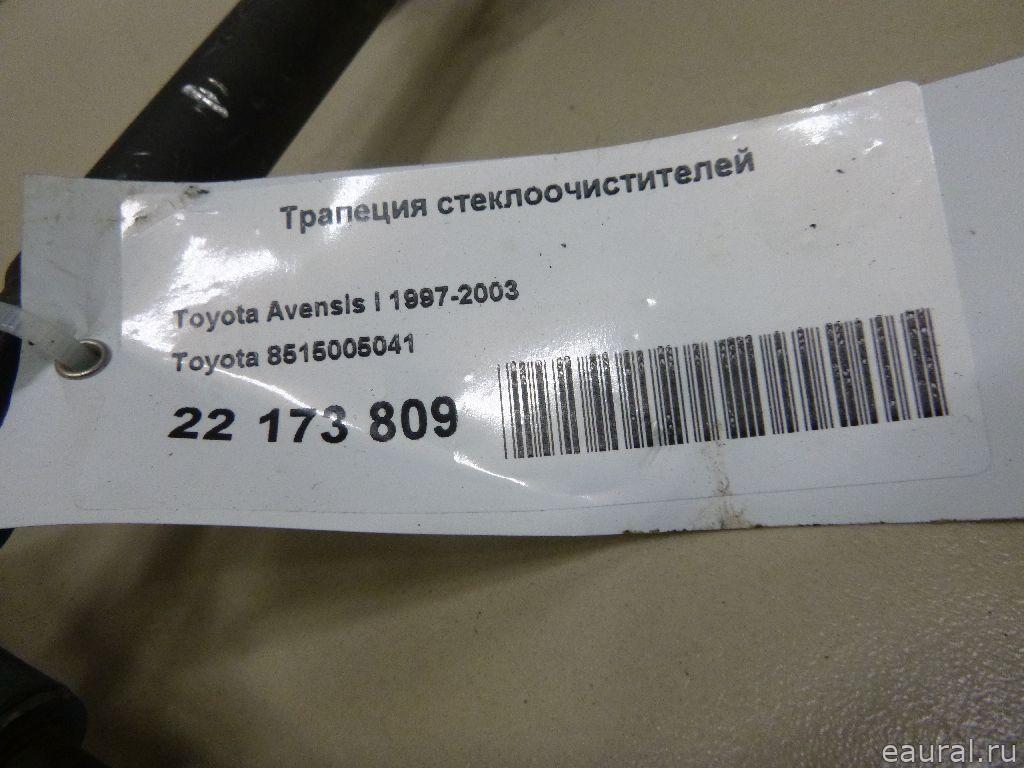 Трапеция стеклоочистителей
Toyota Avensis I 1997-2003
Toyota 8515005041
22 173 809
eaural.ru